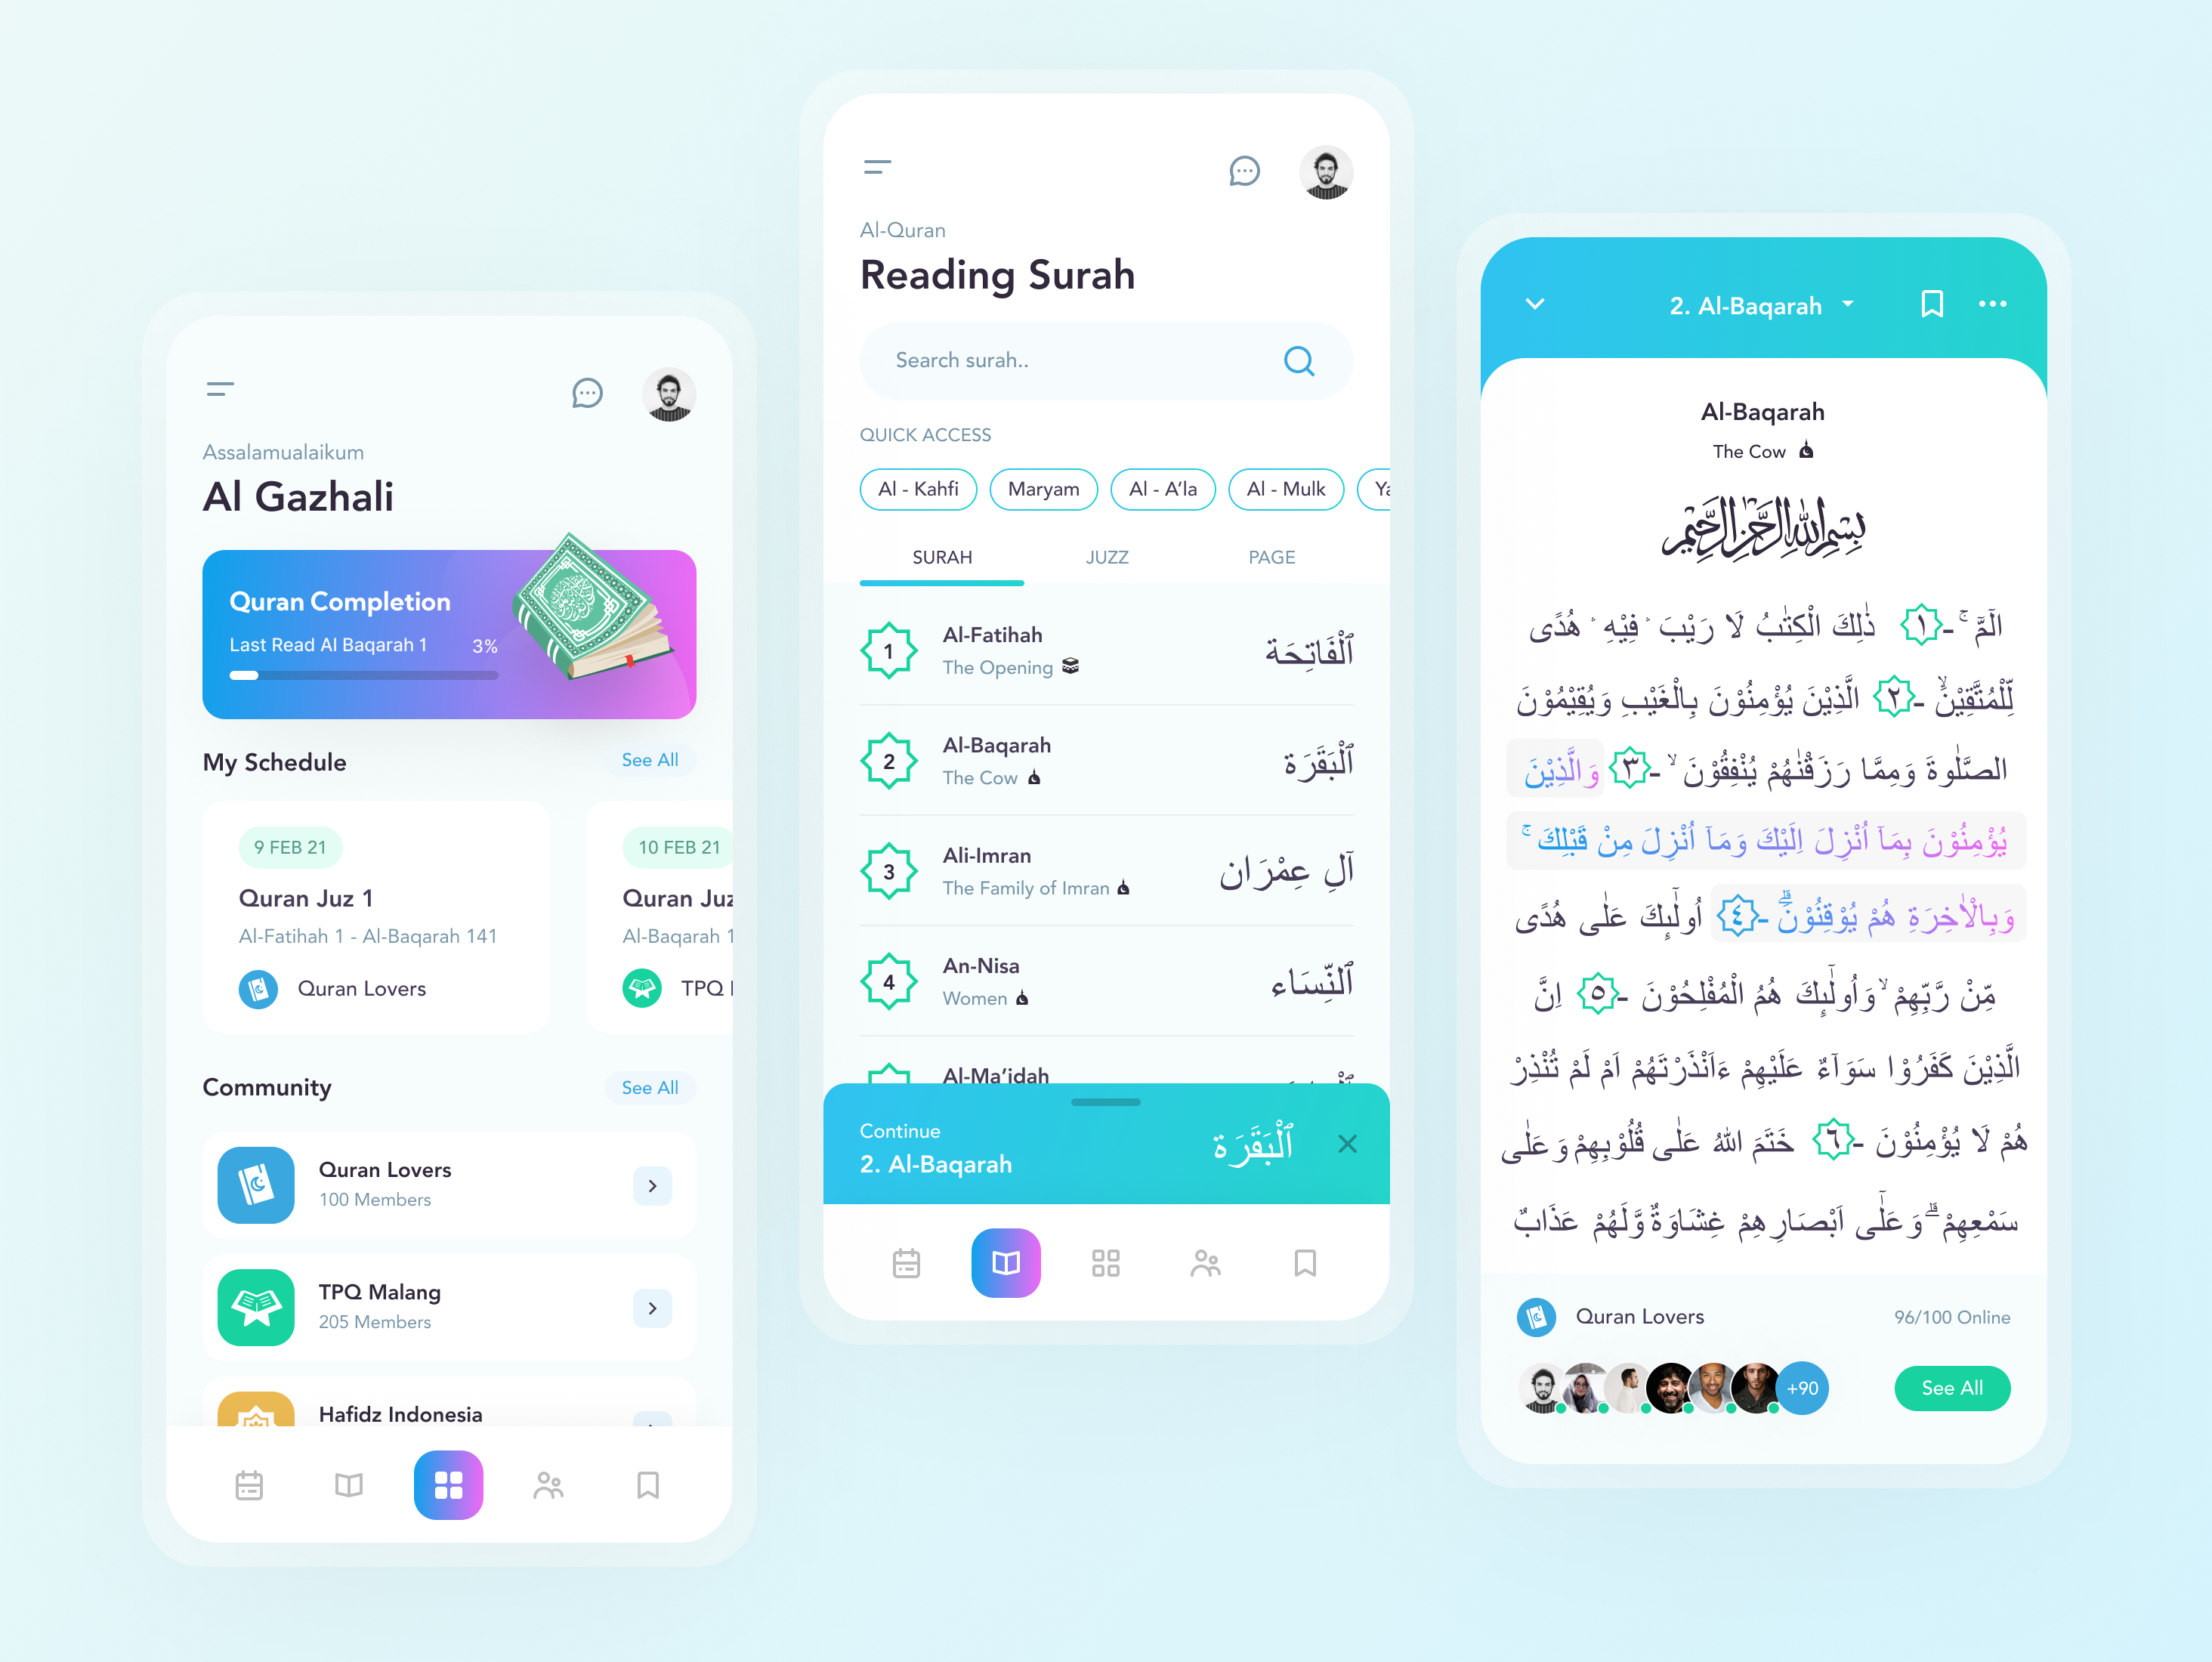 Assalamualaikum
Al Gazhali
Quran Completion
Last Read Al Baqarah 1 3%
My Schedule See All
9 FEB 21
Quran Juz 1
Al-Fatihah 1 - Al-Baqarah 141
Quran Lovers
10 FEB 21
Quran Juz
Al-Baqarah 1
TPQ
Community See All
Quran Lovers
100 Members
TPQ Malang
205 Members
Hafidz Indonesia
Al-Quran
Reading Surah
Search surah..
QUICK ACCESS
Al - Kahfi Maryam Al - A’la Al - Mulk Ya
SURAH JUZZ PAGE
1 Al-Fatihah ٱلْفَاتِحَة
The Opening
2 Al-Baqarah ٱلْبَقَرَة
The Cow
3 Ali-Imran آلِ عِمْرَان
The Family of Imran
4 An-Nisa ٱلنِّسَاء
Women
Al-Ma’idah
Continue
2. Al-Baqarah ٱلْبَقَرَة
2. Al-Baqarah
Al-Baqarah
The Cow
بِسْمِ اللهِ الرَّحْمٰنِ الرَّحِيْمِ
الۤمّۤ ۚ -١ ذٰلِكَ الْكِتٰبُ لَا رَيْبَ ۛ فِيْهِ ۛ هُدًى
لِّلْمُتَّقِيْنَۙ -٢ الَّذِيْنَ يُؤْمِنُوْنَ بِالْغَيْبِ وَيُقِيْمُوْنَ
الصَّلٰوةَ وَمِمَّا رَزَقْنٰهُمْ يُنْفِقُوْنَ ۙ -٣ وَالَّذِيْنَ
يُؤْمِنُوْنَ بِمَآ اُنْزِلَ اِلَيْكَ وَمَآ اُنْزِلَ مِنْ قَبْلِكَ ۚ
وَبِالْاٰخِرَةِ هُمْ يُوْقِنُوْنَۗ -٤ اُولٰۤىِٕكَ عَلٰى هُدًى
مِّنْ رَّبِّهِمْ ۙ وَاُولٰۤىِٕكَ هُمُ الْمُفْلِحُوْنَ -٥ اِنَّ
الَّذِيْنَ كَفَرُوْا سَوَاۤءٌ عَلَيْهِمْ ءَاَنْذَرْتَهُمْ اَمْ لَمْ تُنْذِرْ
هُمْ لَا يُؤْمِنُوْنَ -٦ خَتَمَ اللهُ عَلٰى قُلُوْبِهِمْ وَعَلٰى
سَمْعِهِمْ ۗ وَعَلٰٓى اَبْصَارِهِمْ غِشَاوَةٌ وَّلَهُمْ عَذَابٌ
Quran Lovers 96/100 Online
+90 See All